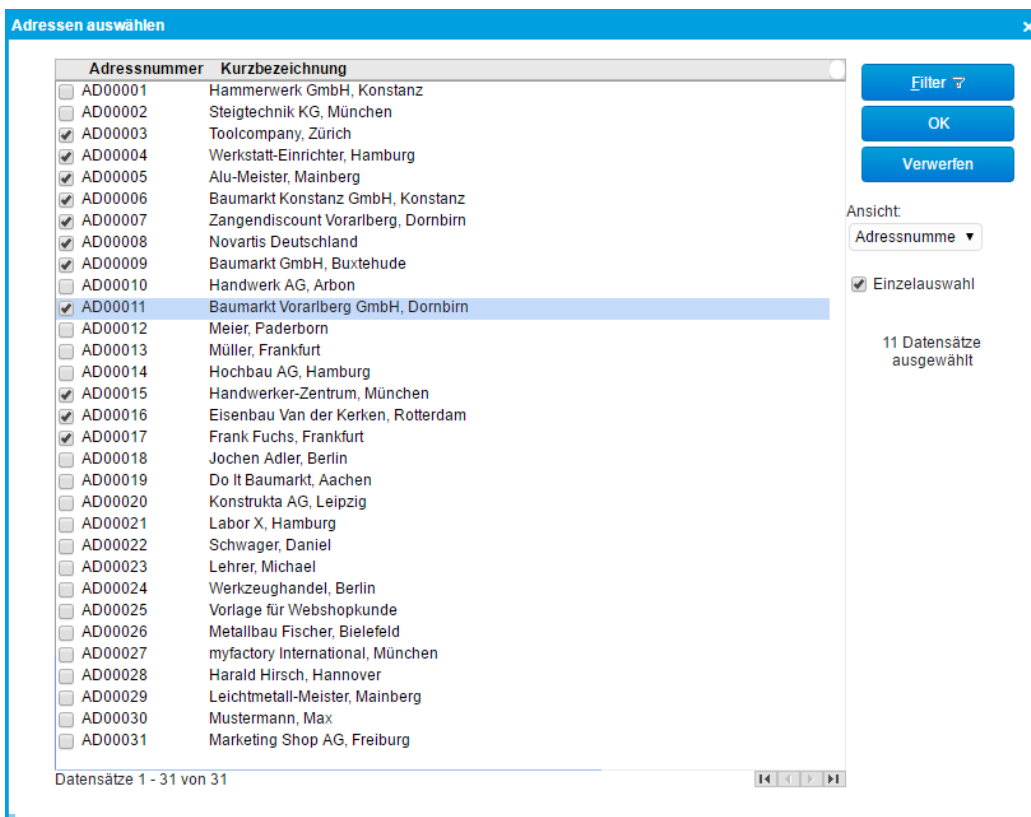 Adressen auswählen
Adressnummer Kurzbezeichnung
AD00001 Hammerwerk GmbH, Konstanz
AD00002 Steigtechnik KG, München
AD00003 Toolcompany, Zürich
AD00004 Werkstatt-Einrichter, Hamburg
AD00005 Alu-Meister, Mainberg
AD00006 Baumarkt Konstanz GmbH, Konstanz
AD00007 Zangendiscount Vorarlberg, Dornbirn
AD00008 Novartis Deutschland
AD00009 Baumarkt GmbH, Buxtehude
AD00010 Handwerk AG, Arbon
AD00011 Baumarkt Vorarlberg GmbH, Dornbirn
AD00012 Meier, Paderborn
AD00013 Müller, Frankfurt
AD00014 Hochbau AG, Hamburg
AD00015 Handwerker-Zentrum, München
AD00016 Eisenbau Van der Kerken, Rotterdam
AD00017 Frank Fuchs, Frankfurt
AD00018 Jochen Adler, Berlin
AD00019 Do It Baumarkt, Aachen
AD00020 Konstrukta AG, Leipzig
AD00021 Labor X, Hamburg
AD00022 Schwager, Daniel
AD00023 Lehrer, Michael
AD00024 Werkzeughandel, Berlin
AD00025 Vorlage für Webshopkunde
AD00026 Metallbau Fischer, Bielefeld
AD00027 myfactory International, München
AD00028 Harald Hirsch, Hannover
AD00029 Leichtmetall-Meister, Mainberg
AD00030 Mustermann, Max
AD00031 Marketing Shop AG, Freiburg
Datensätze 1 - 31 von 31
Filter
OK
Verwerfen
Ansicht:
Adressnumme
Einzelauswahl
11 Datensätze
ausgewählt